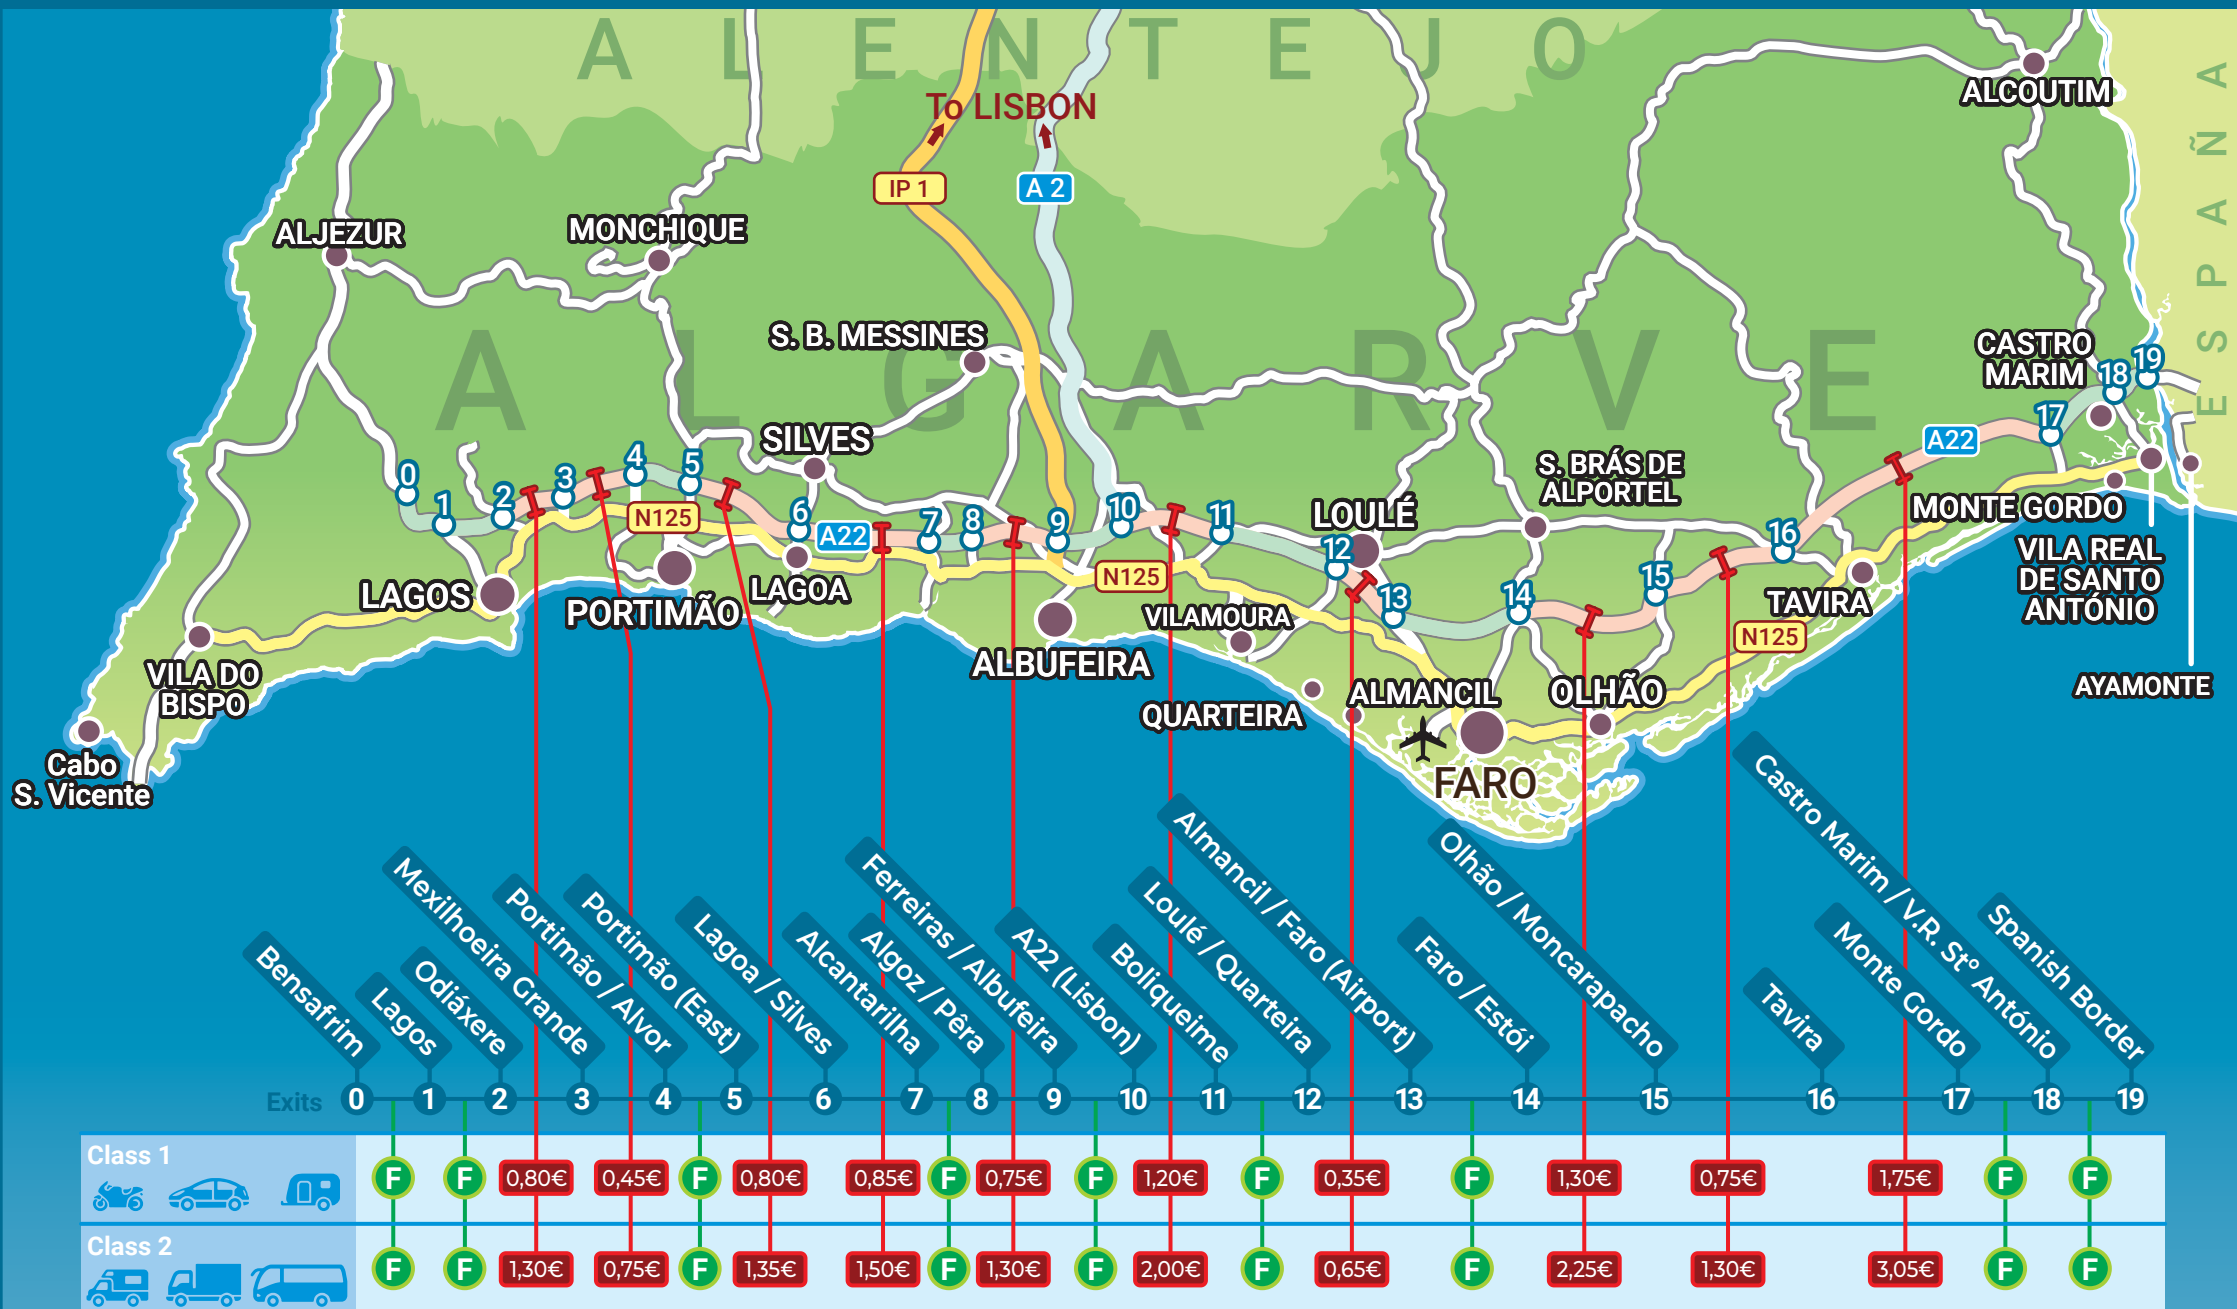 ALENTEJO
To LISBON
IP 1
A 2
ALCOUTIM
ESPAÑA
ALJEZUR
MONCHIQUE
S. B. MESSINES
ALGARVE
CASTRO
MARIM
SILVES
S. BRÁS DE
ALPORTEL
LOULÉ
0
1
2
3
4
5
6
7
8
9
10
11
12
13
14
15
16
17
18
19
A22
A22
N125
N125
N125
LAGOS
PORTIMÃO
LAGOA
ALBUFEIRA
VILAMOURA
QUARTEIRA
ALMANCIL
OLHÃO
FARO
TAVIRA
MONTE GORDO
VILA REAL
DE SANTO
ANTÓNIO
AYAMONTE
VILA DO
BISPO
Cabo
S. Vicente
Bensafrim
Lagos
Odiáxere
Mexilhoeira Grande
Portimão / Alvor
Portimão (East)
Lagoa / Silves
Alcantarilha
Algoz / Pêra
Ferreiras / Albufeira
A22 (Lisbon)
Boliqueime
Loulé / Quarteira
Almancil / Faro (Airport)
Faro / Estói
Olhão / Moncarapacho
Tavira
Monte Gordo
Castro Marim / V.R. Stº António
Spanish Border
Exits 0 1 2 3 4 5 6 7 8 9 10 11 12 13 14 15 16 17 18 19
Class 1
F F 0,80€ 0,45€ F 0,80€ 0,85€ F 0,75€ F 1,20€ F 0,35€ F 1,30€ 0,75€ 1,75€ F F
Class 2
F F 1,30€ 0,75€ F 1,35€ 1,50€ F 1,30€ F 2,00€ F 0,65€ F 2,25€ 1,30€ 3,05€ F F